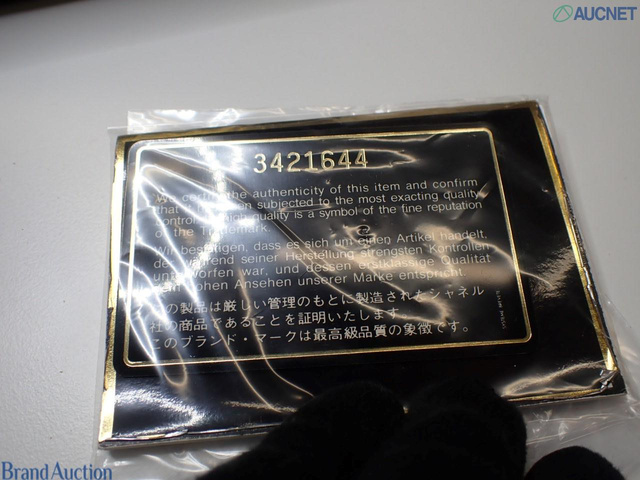 AUCNET
3421644
We certify the authenticity of this item and confirm
that it has been subjected to the most exacting quality
control which quality is a symbol of the fine reputation
of the Trademark.
Wir bestätigen, dass es sich um einen Artikel handelt,
der während seiner Herstellung strengsten Kontrollen
unterworfen war, und dessen erstklassige Qualität
dem hohen Ansehen unserer Marke entspricht.
この製品は厳しい管理のもとに製造されたシャネル
社の商品であることを証明いたします。
このブランド・マークは最高級品質の象徴です。
Brand Auction